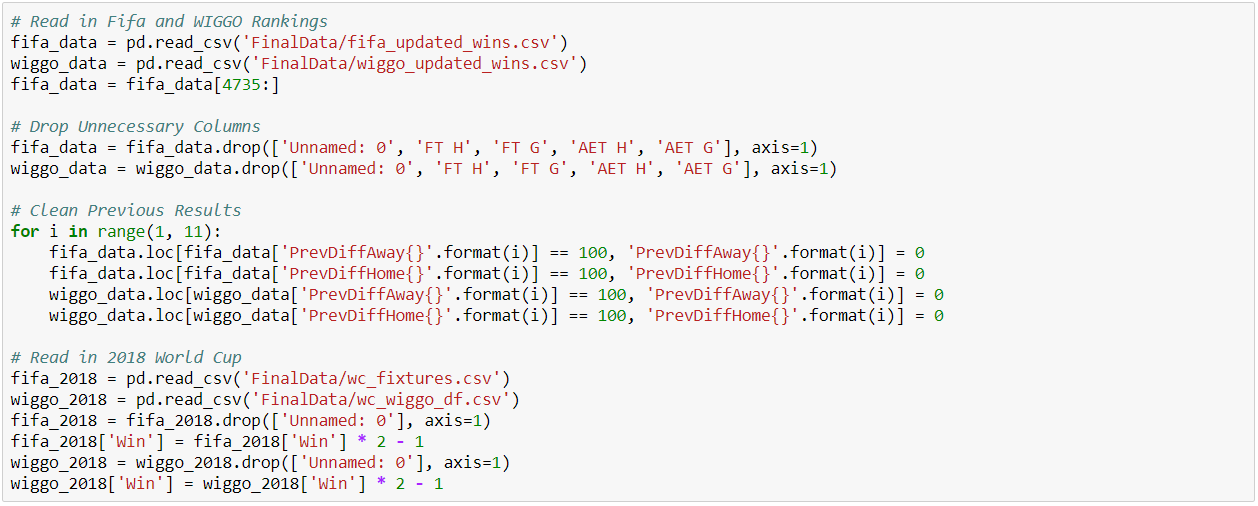 # Read in Fifa and WIGGO Rankings
fifa_data = pd.read_csv('FinalData/fifa_updated_wins.csv')
wiggo_data = pd.read_csv('FinalData/wiggo_updated_wins.csv')
fifa_data = fifa_data[4735:]

# Drop Unnecessary Columns
fifa_data = fifa_data.drop(['Unnamed: 0', 'FT H', 'FT G', 'AET H', 'AET G'], axis=1)
wiggo_data = wiggo_data.drop(['Unnamed: 0', 'FT H', 'FT G', 'AET H', 'AET G'], axis=1)

# Clean Previous Results
for i in range(1, 11):
    fifa_data.loc[fifa_data['PrevDiffAway{}'.format(i)] == 100, 'PrevDiffAway{}'.format(i)] = 0
    fifa_data.loc[fifa_data['PrevDiffHome{}'.format(i)] == 100, 'PrevDiffHome{}'.format(i)] = 0
    wiggo_data.loc[wiggo_data['PrevDiffAway{}'.format(i)] == 100, 'PrevDiffAway{}'.format(i)] = 0
    wiggo_data.loc[wiggo_data['PrevDiffHome{}'.format(i)] == 100, 'PrevDiffHome{}'.format(i)] = 0

# Read in 2018 World Cup
fifa_2018 = pd.read_csv('FinalData/wc_fixtures.csv')
wiggo_2018 = pd.read_csv('FinalData/wc_wiggo_df.csv')
fifa_2018 = fifa_2018.drop(['Unnamed: 0'], axis=1)
fifa_2018['Win'] = fifa_2018['Win'] * 2 - 1
wiggo_2018 = wiggo_2018.drop(['Unnamed: 0'], axis=1)
wiggo_2018['Win'] = wiggo_2018['Win'] * 2 - 1